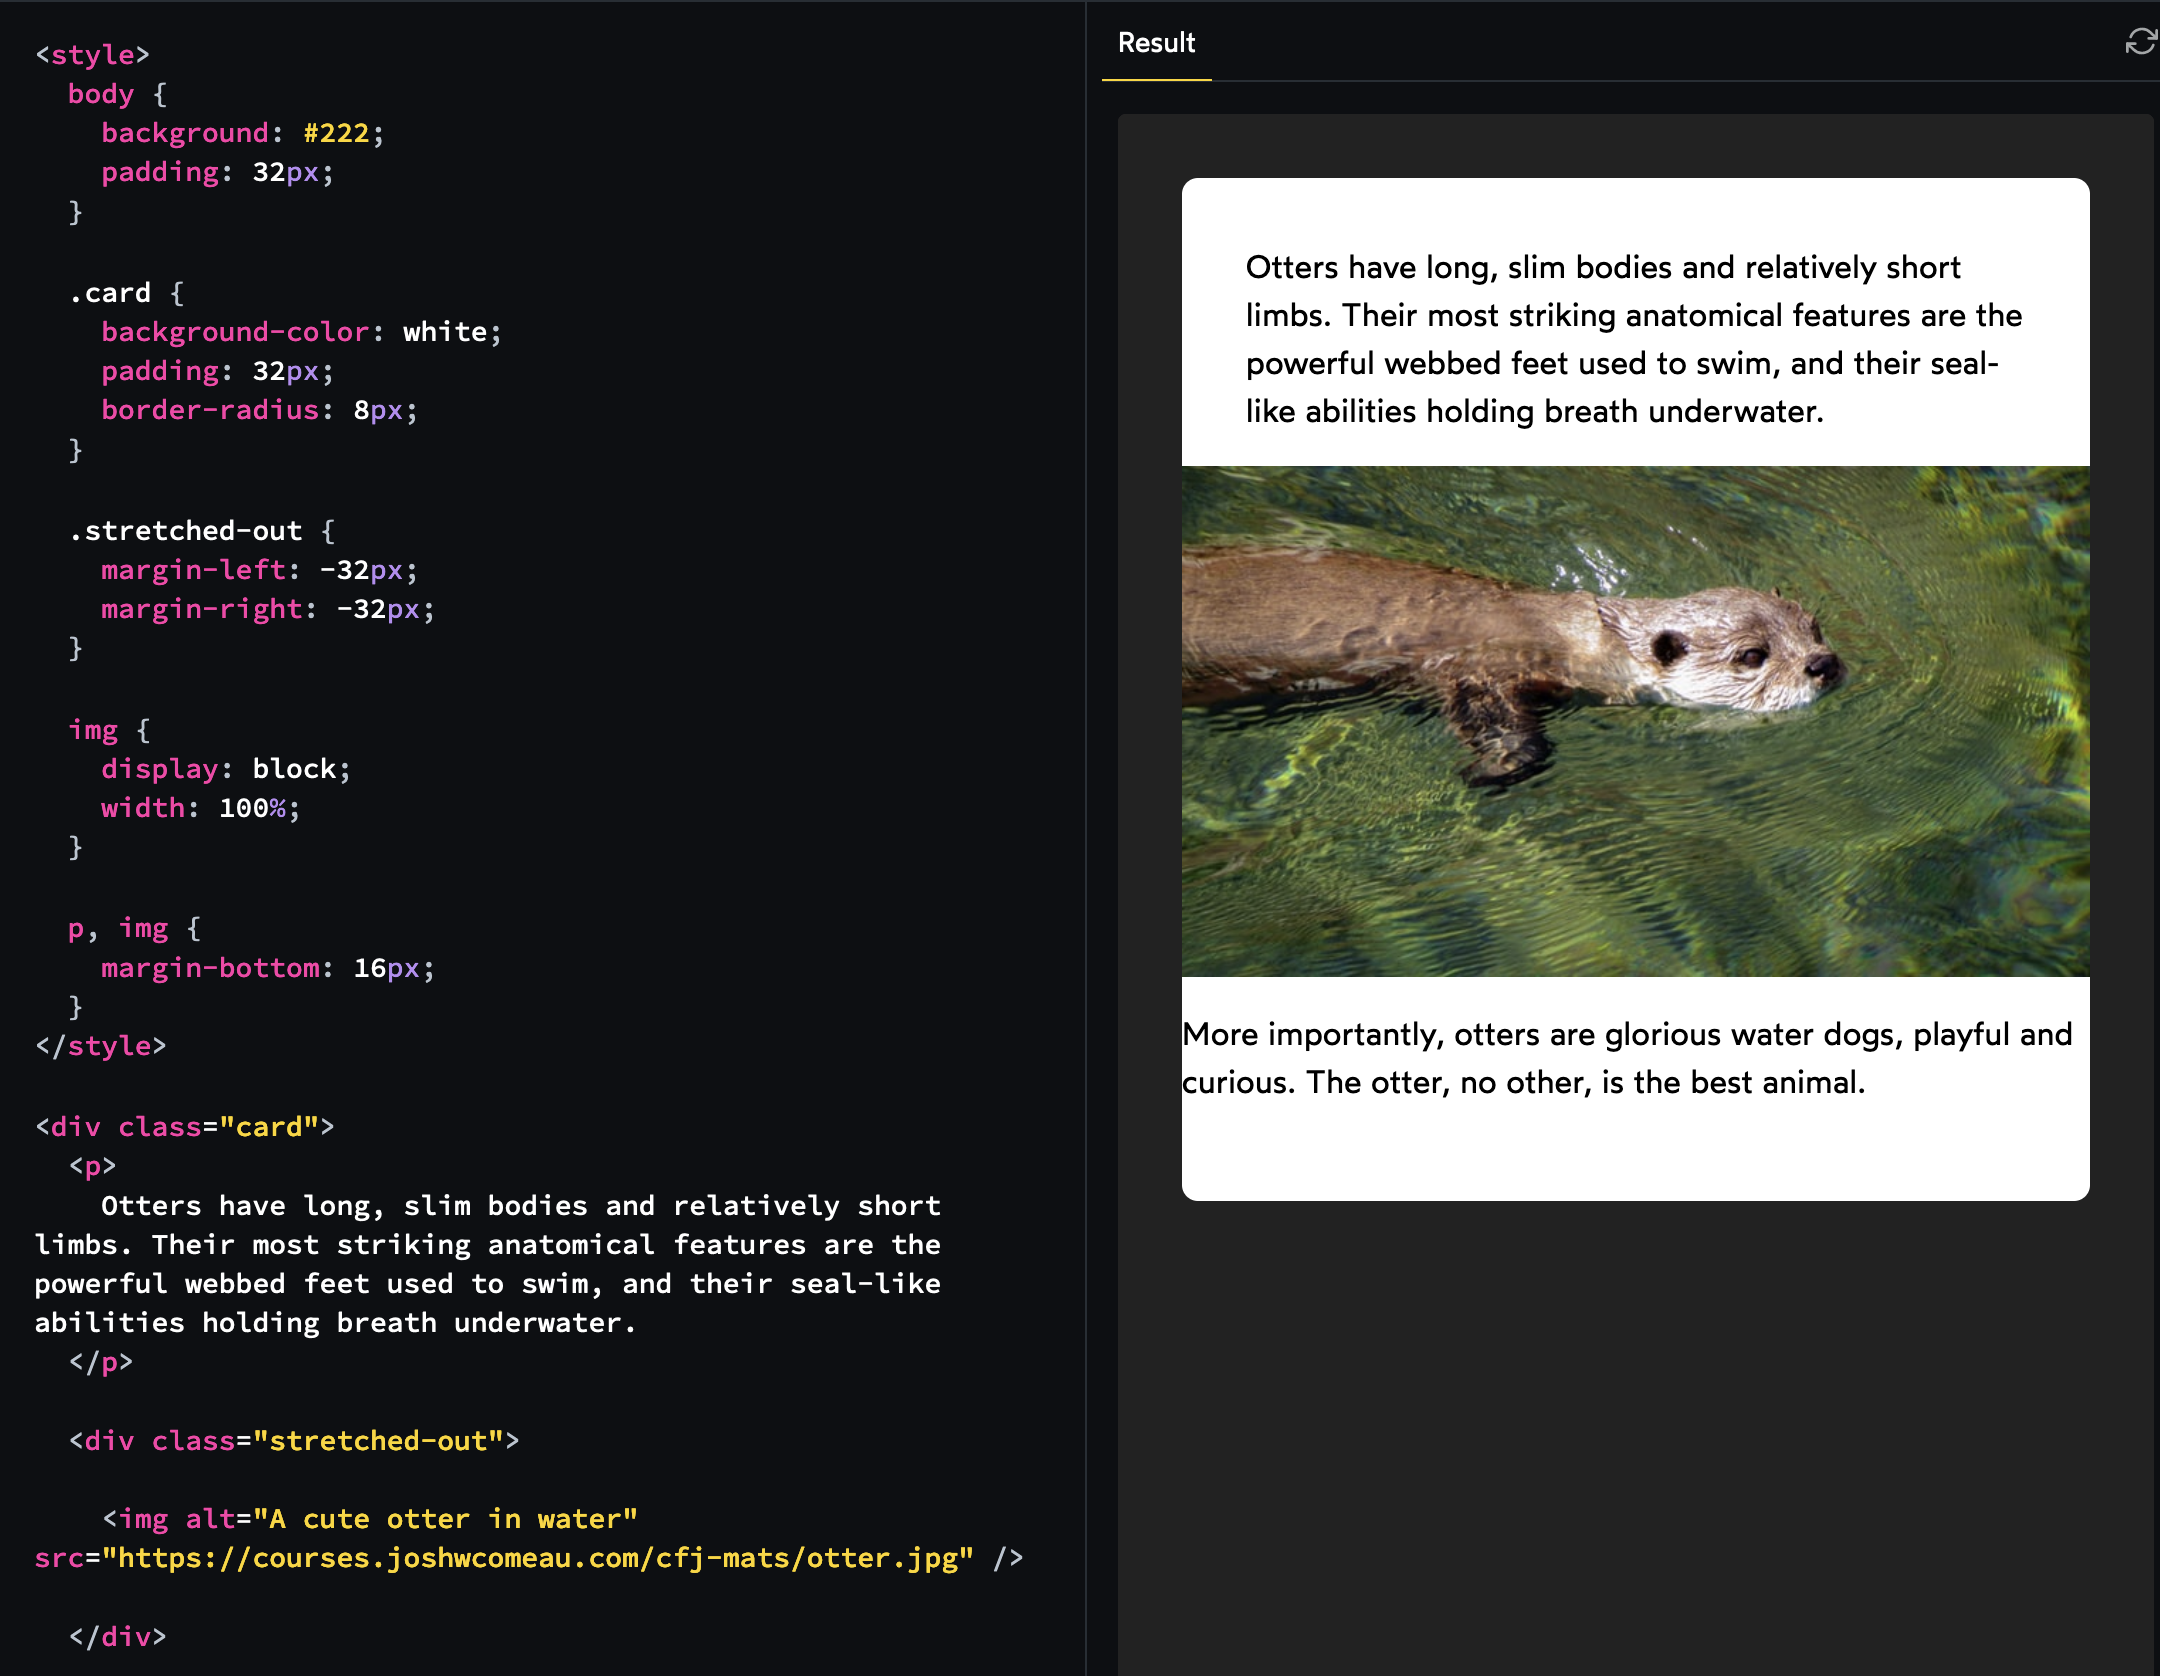 <style>
body {
background: #222;
padding: 32px;
}
.card {
background-color: white;
padding: 32px;
border-radius: 8px;
}
.stretched-out {
margin-left: -32px;
margin-right: -32px;
}
img {
display: block;
width: 100%;
}
p, img {
margin-bottom: 16px;
}
</style>
<div class="card">
<p>
Otters have long, slim bodies and relatively short
limbs. Their most striking anatomical features are the
powerful webbed feet used to swim, and their seal-like
abilities holding breath underwater.
</p>
<div class="stretched-out">
<img alt="A cute otter in water"
src="https://courses.joshwcomeau.com/cfj-mats/otter.jpg" />
</div>
Result
Otters have long, slim bodies and relatively short
limbs. Their most striking anatomical features are the
powerful webbed feet used to swim, and their seal-
like abilities holding breath underwater.
More importantly, otters are glorious water dogs, playful and
curious. The otter, no other, is the best animal.